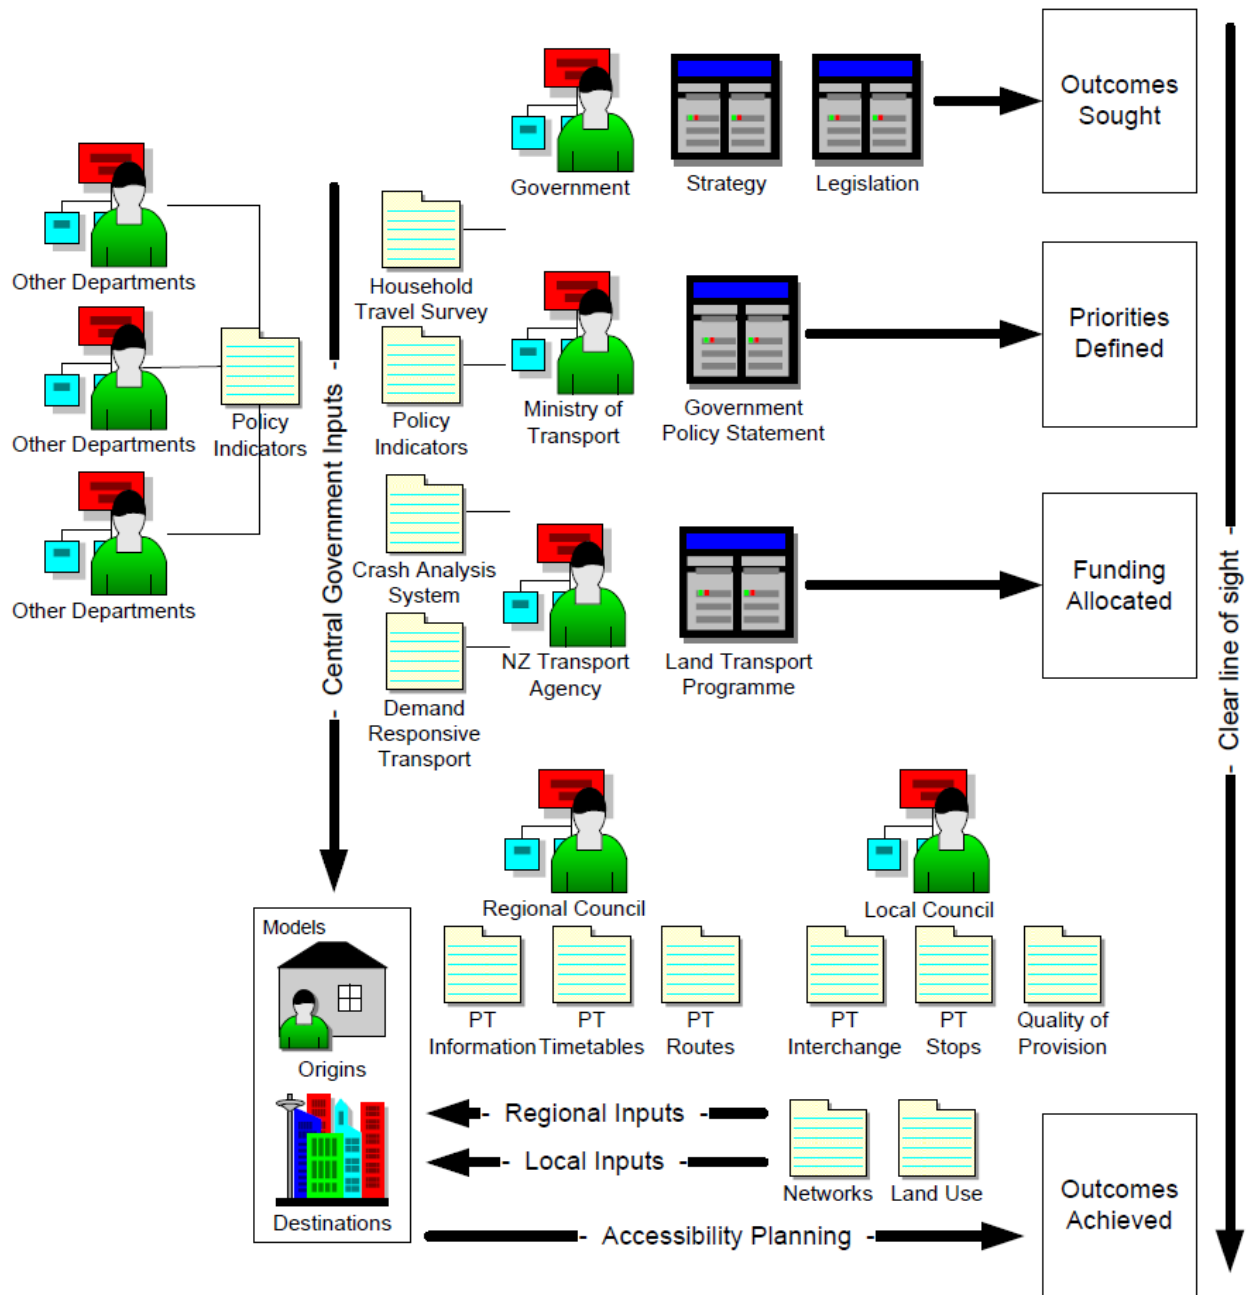 Government
Strategy
Legislation
Outcomes
Sought
Other Departments
Household
Travel Survey
Other Departments
Policy
Indicators
Policy
Indicators
Ministry of
Transport
Government
Policy Statement
Priorities
Defined
Other Departments
- Central Government Inputs -
Crash Analysis
System
NZ Transport
Agency
Land Transport
Programme
Funding
Allocated
- Clear line of sight -
Demand
Responsive
Transport
Regional Council
Local Council
Models
Origins
Destinations
PT
Information
PT
Timetables
PT
Routes
PT
Interchange
PT
Stops
Quality of
Provision
- Regional Inputs -
- Local Inputs -
Networks
Land Use
- Accessibility Planning -
Outcomes
Achieved